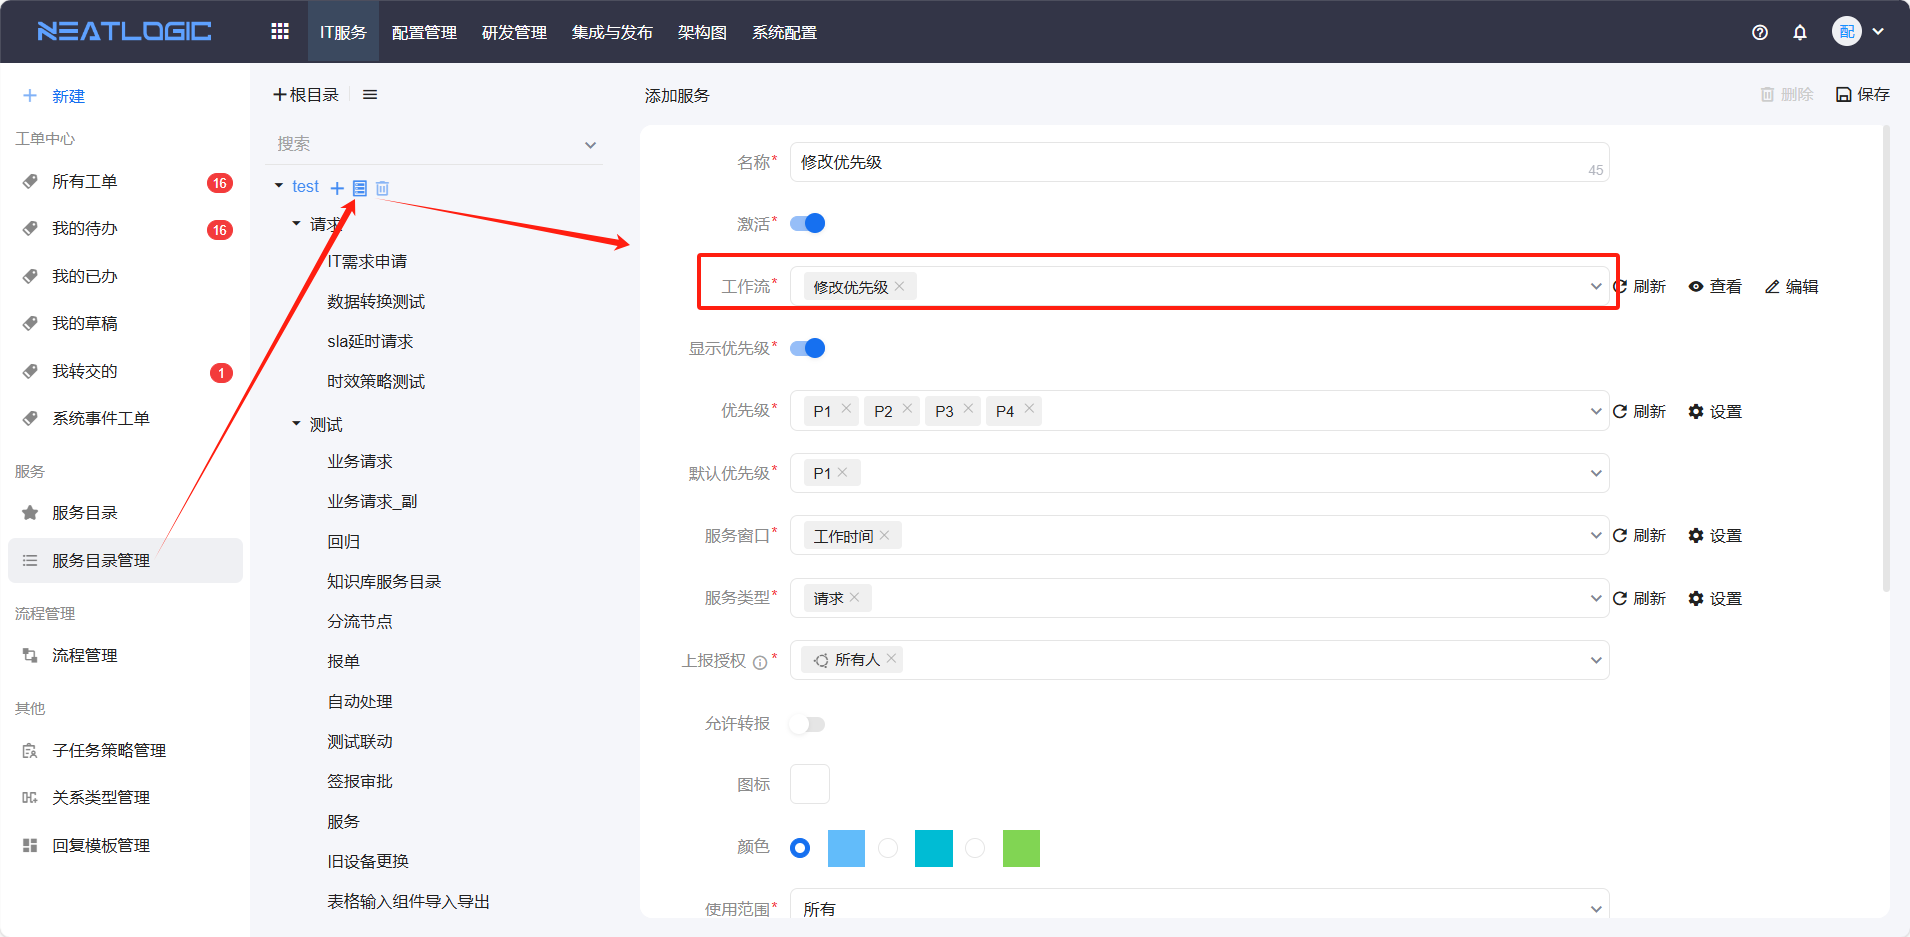 NEATLOGIC
IT服务 配置管理 研发管理 集成与发布 架构图 系统配置
配
新建
工单中心
所有工单 16
我的待办 16
我的已办
我的草稿
我转交的 1
系统事件工单
服务
服务目录
服务目录管理
流程管理
流程管理
其他
子任务策略管理
关系类型管理
回复模板管理
根目录
搜索
test
请求
IT需求申请
数据转换测试
sla延时请求
时效策略测试
测试
业务请求
业务请求_副
回归
知识库服务目录
分流节点
报单
自动处理
测试联动
签报审批
服务
旧设备更换
表格输入组件导入导出
添加服务 删除 保存
名称* 修改优先级 45
激活*
工作流* 修改优先级 刷新 查看 编辑
显示优先级*
优先级* P1 P2 P3 P4 刷新 设置
默认优先级* P1
服务窗口* 工作时间 刷新 设置
服务类型* 请求 刷新 设置
上报授权 * 所有人
允许转报
图标
颜色
使用范围* 所有